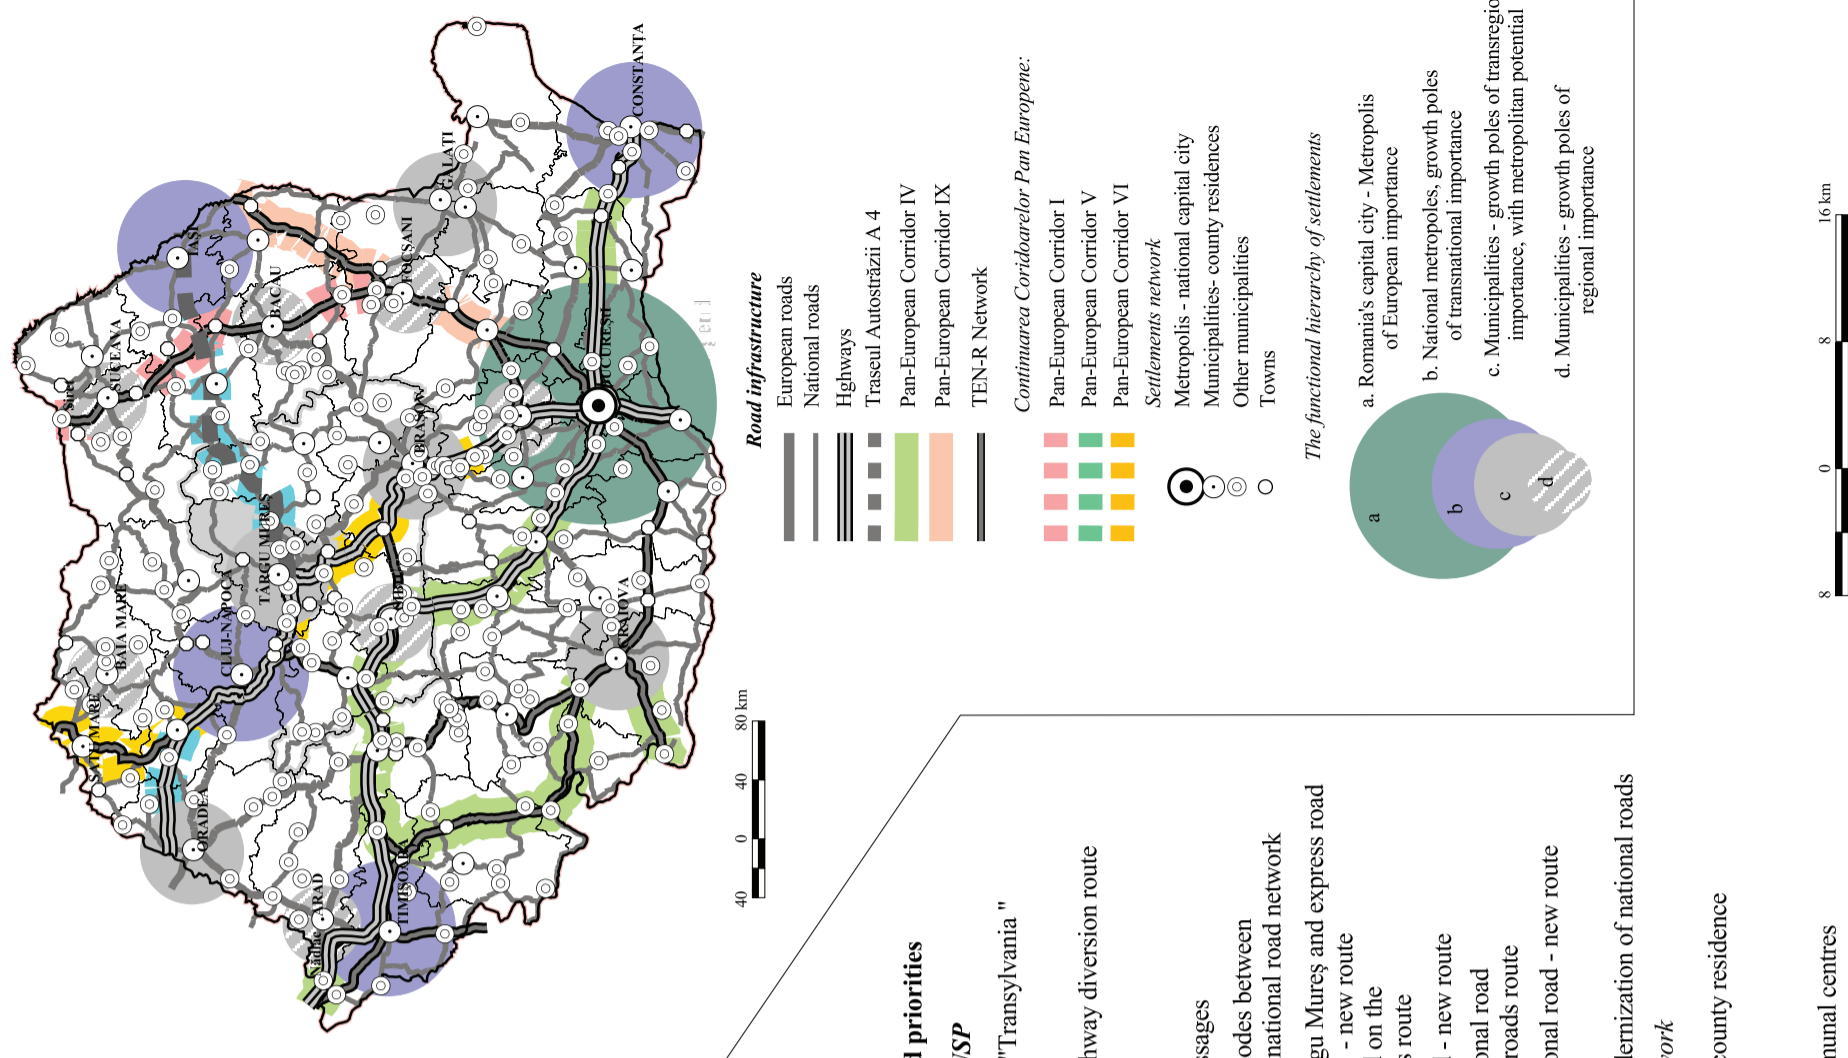 CONSTANȚA
GALAȚI
IAȘI
BACĂU
FOCȘANI
SUCEAVA
Siret
BUCUREȘTI
BRAȘOV
TÂRGU MUREȘ
CLUJ-NAPOCA
BAIA MARE
SATU MARE
SIBIU
CRAIOVA
ORADEA
ARAD
Nădlac
TIMIȘOARA
40 0 40 80 km
Road infrastructure
European roads
National roads
Hghways
Traseul Autostrăzii A 4
Pan-European Corridor IV
Pan-European Corridor IX
TEN-R Network
Continuarea Coridoarelor Pan Europene:
Pan-European Corridor I
Pan-European Corridor V
Pan-European Corridor VI
Settlements network
Metropolis - national capital city
Municipalities- county residences
Other municipalities
Towns
The functional hierarchy of settlements
a
b
c
d
a. Romania's capital city - Metropolis
of European importance
b. National metropoles, growth poles
of transnational importance
c. Municipalities - growth poles of transregio
importance, with metropolitan potential
d. Municipalities - growth poles of
regional importance
8 0 8 16 km
priorities
"Transylvania "
hway diversion route
ssages
odes between
national road network
gu Mureș and express road
- new route
on the
s route
- new route
onal road
roads route
onal road - new route
dernization of national roads
ork
county residence
munal centres